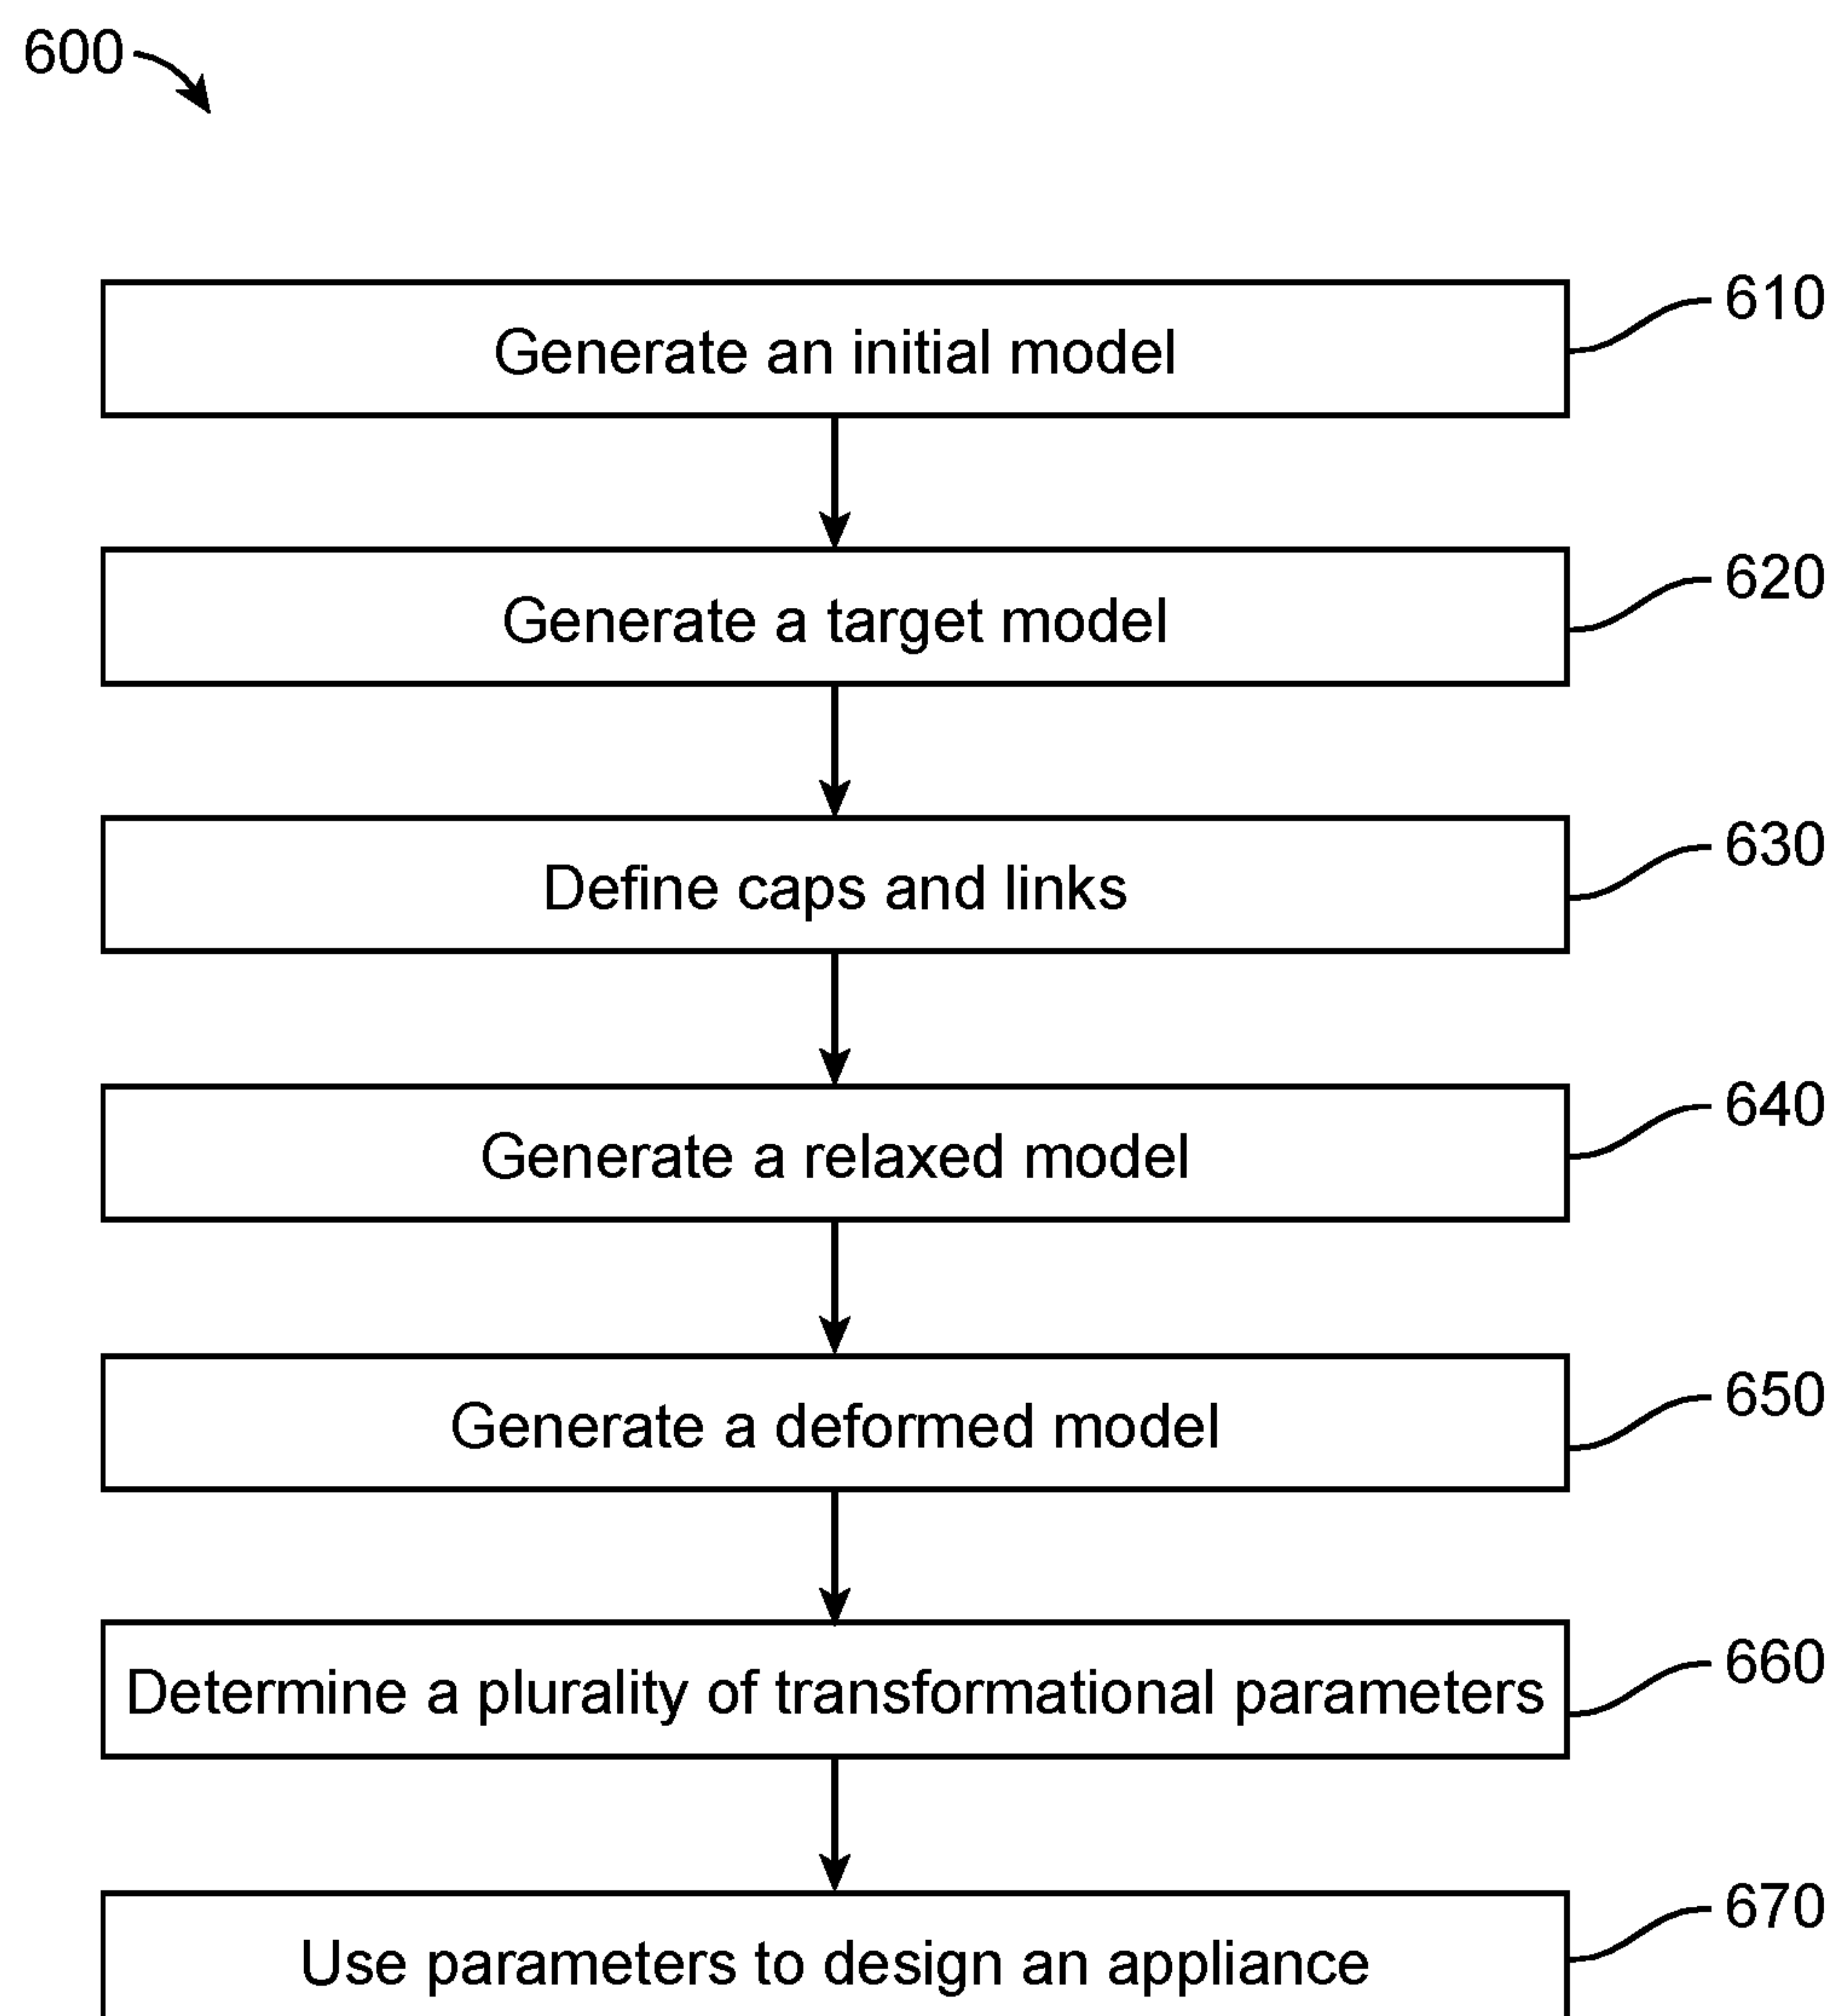 600
Generate an initial model
610
Generate a target model
620
Define caps and links
630
Generate a relaxed model
640
Generate a deformed model
650
Determine a plurality of transformational parameters
660
Use parameters to design an appliance
670